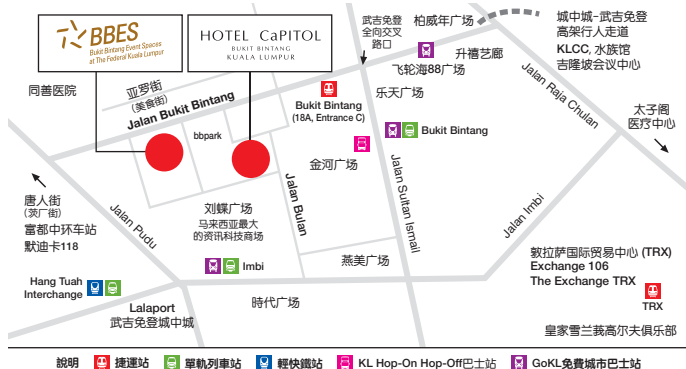 BBES
Bukit Bintang Event Spaces
at The Federal Kuala Lumpur
HOTEL CAPITOL
BUKIT BINTANG
KUALA LUMPUR
武吉免登
全向交叉
路口
柏威年广场
城中城-武吉免登
高架行人走道
KLCC, 水族馆
吉隆坡会议中心
升禧艺廊
飞轮海88广场
同善医院
亚罗街
(美食街)
Jalan Bukit Bintang
Bukit Bintang
(18A, Entrance C)
乐天广场
Jalan Raja Chulan
太子阁
医疗中心
bbpark
Bukit Bintang
金河广场
唐人街
(茨厂街)
富都中环车站
默迪卡118
Jalan Pudu
刘蝶广场
马来西亚最大
的资讯科技商场
Jalan Bulan
Jalan Sultan Ismail
Jalan Imbi
燕美广场
Imbi
敦拉萨国际贸易中心 (TRX)
Exchange 106
The Exchange TRX
TRX
Hang Tuah
Interchange
Lalaport
武吉免登城中城
時代广场
皇家雪兰莪高尔夫俱乐部
說明
捷運站
單軌列車站
輕快鐵站
KL Hop-On Hop-Off巴士站
GoKL免費城市巴士站